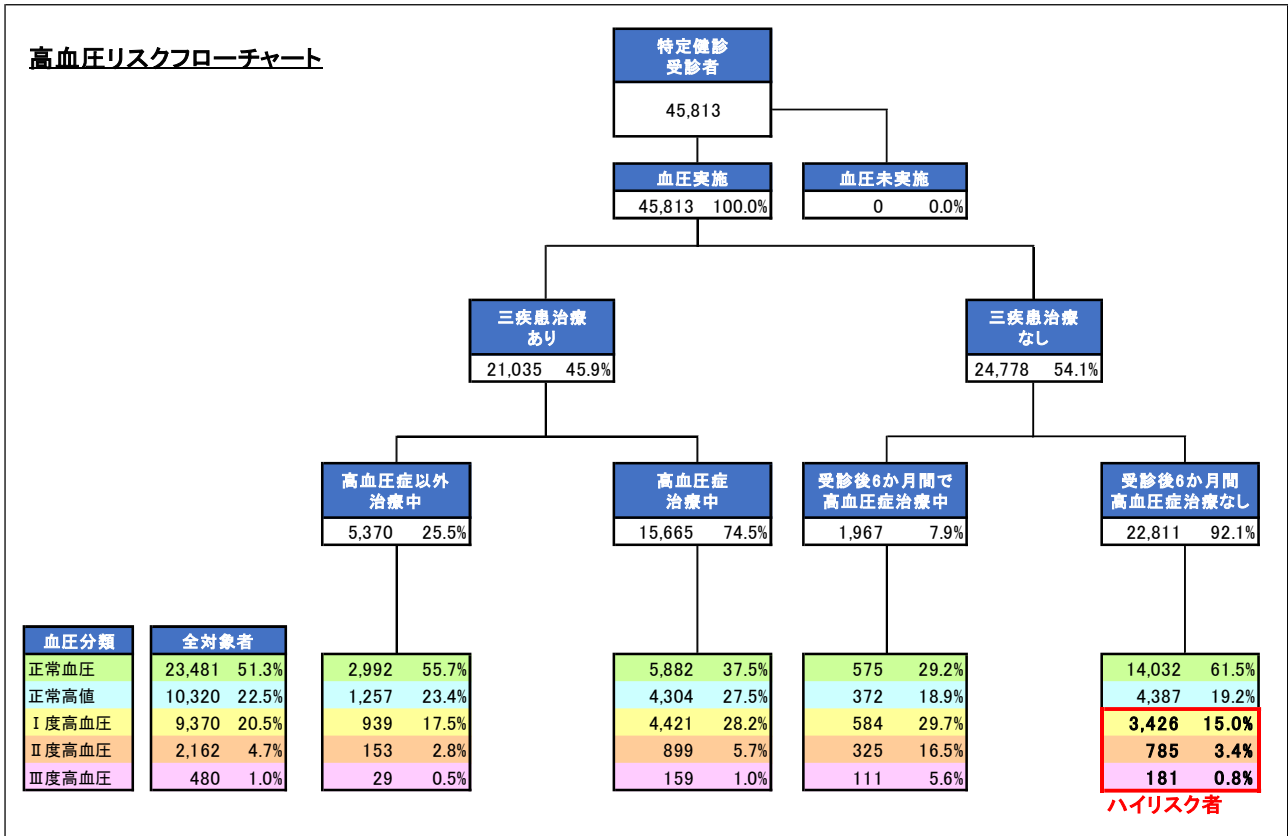 高血圧リスクフローチャート
特定健診
受診者
45,813
血圧実施
45,813 100.0%
血圧未実施
0 0.0%
三疾患治療
あり
21,035 45.9%
三疾患治療
なし
24,778 54.1%
高血圧症以外
治療中
5,370 25.5%
高血圧症
治療中
15,665 74.5%
受診後6か月間で
高血圧症治療中
1,967 7.9%
受診後6か月間
高血圧症治療なし
22,811 92.1%
血圧分類 全対象者
正常血圧 23,481 51.3% 2,992 55.7% 5,882 37.5% 575 29.2% 14,032 61.5%
正常高値 10,320 22.5% 1,257 23.4% 4,304 27.5% 372 18.9% 4,387 19.2%
Ⅰ度高血圧 9,370 20.5% 939 17.5% 4,421 28.2% 584 29.7% 3,426 15.0%
Ⅱ度高血圧 2,162 4.7% 153 2.8% 899 5.7% 325 16.5% 785 3.4%
Ⅲ度高血圧 480 1.0% 29 0.5% 159 1.0% 111 5.6% 181 0.8%
ハイリスク者